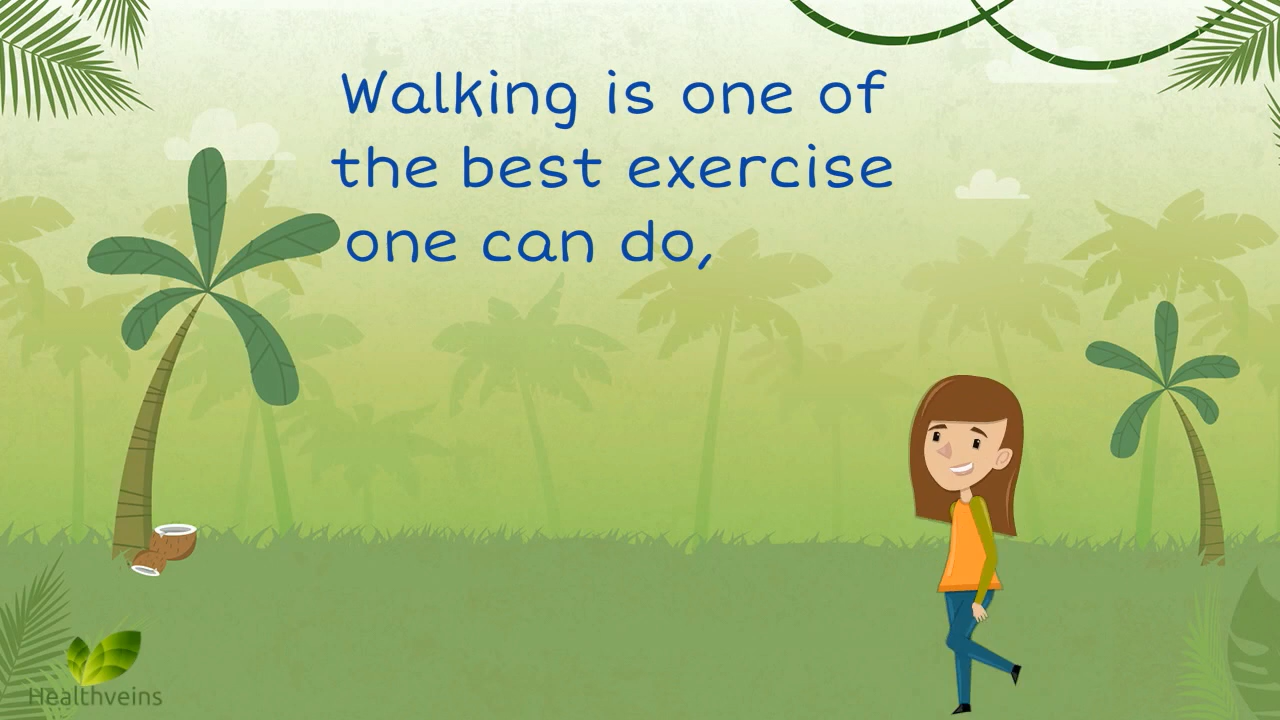 Walking is one of
the best exercise
one can do,
Healthveins